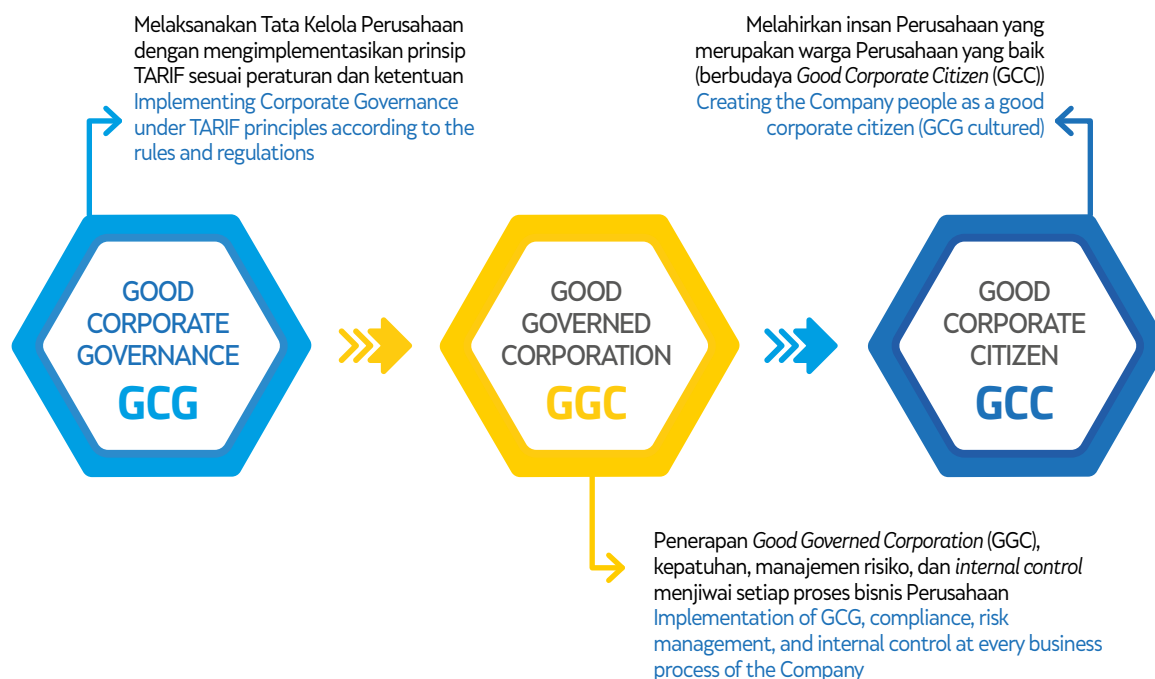 Melaksanakan Tata Kelola Perusahaan
dengan mengimplementasikan prinsip
TARIF sesuai peraturan dan ketentuan
Implementing Corporate Governance
under TARIF principles according to the
rules and regulations
Melahirkan insan Perusahaan yang
merupakan warga Perusahaan yang baik
(berbudaya Good Corporate Citizen (GCC))
Creating the Company people as a good
corporate citizen (GCG cultured)
GOOD
CORPORATE
GOVERNANCE
GCG
GOOD
GOVERNED
CORPORATION
GGC
GOOD
CORPORATE
CITIZEN
GCC
Penerapan Good Governed Corporation (GGC),
kepatuhan, manajemen risiko, dan internal control
menjiwai setiap proses bisnis Perusahaan
Implementation of GCG, compliance, risk
management, and internal control at every business
process of the Company